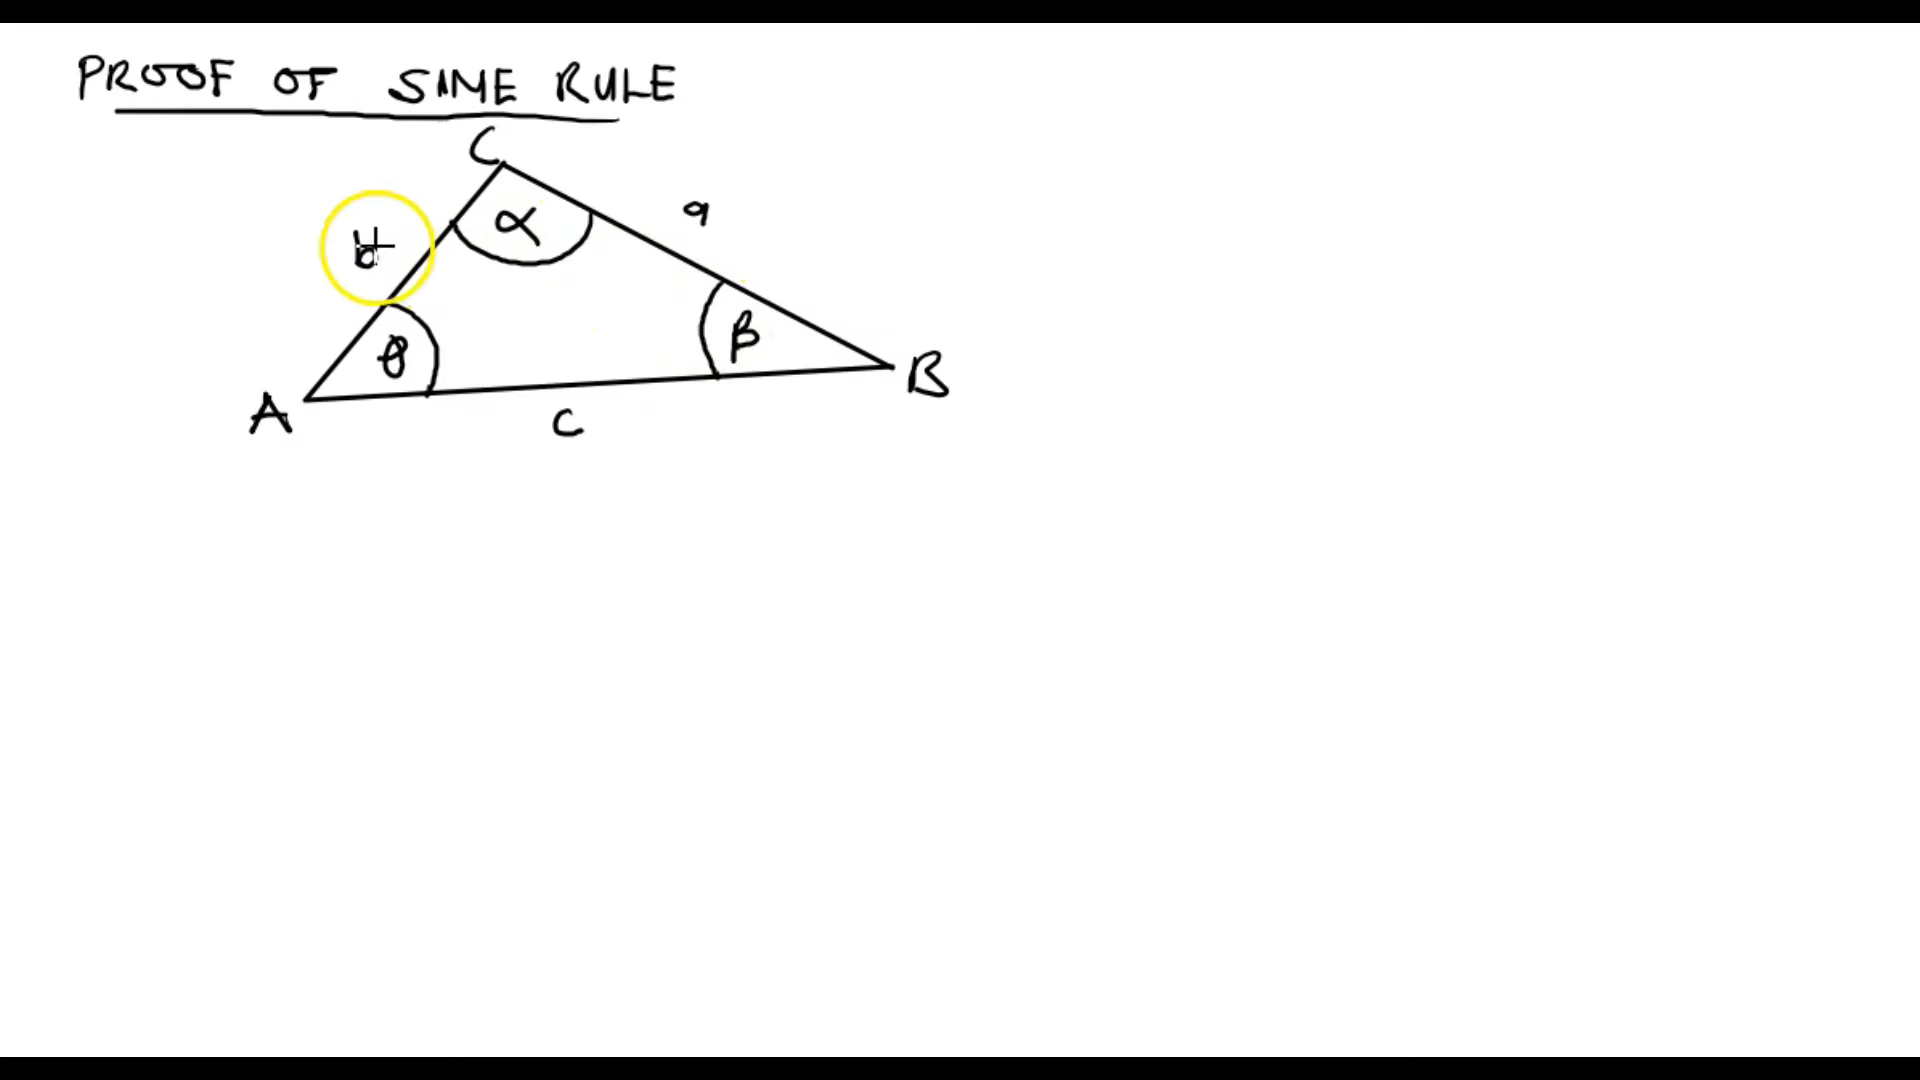 PROOF OF SINE RULE
C
a
b
α
θ
β
A
B
c